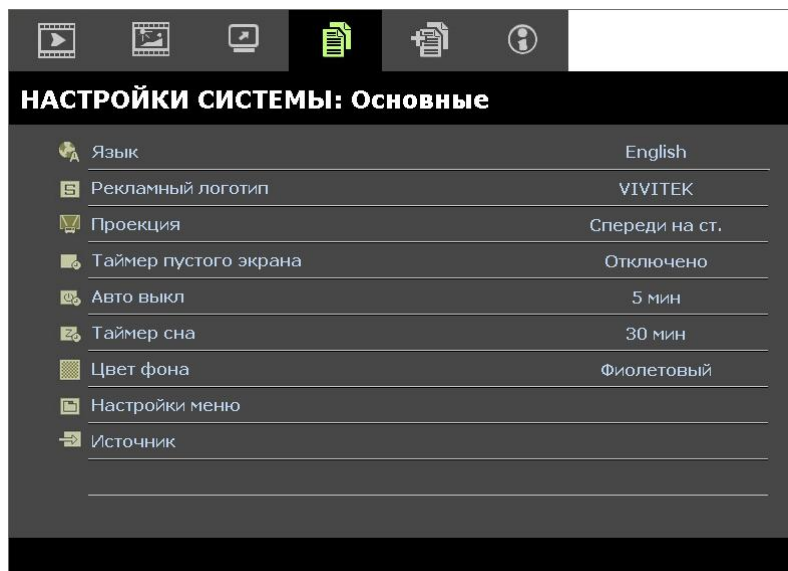 НАСТРОЙКИ СИСТЕМЫ: Основные
Язык English
Рекламный логотип VIVITEK
Проекция Спереди на ст.
Таймер пустого экрана Отключено
Авто выкл 5 мин
Таймер сна 30 мин
Цвет фона Фиолетовый
Настройки меню
Источник